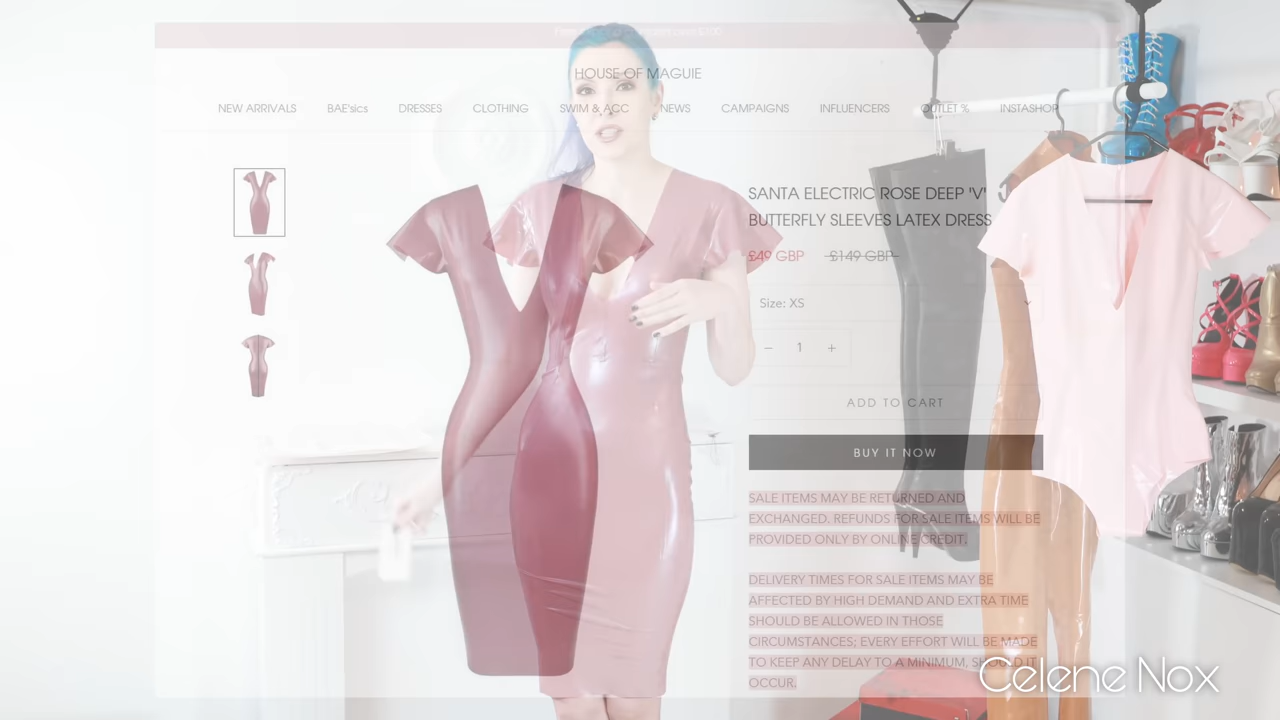 HOUSE OF MAGUIE
NEW ARRIVALS BAE'sics DRESSES CLOTHING SWIM & ACC NEWS CAMPAIGNS INFLUENCERS OUTLET % INSTASHOP
SANTA ELECTRIC ROSE DEEP 'V'
BUTTERFLY SLEEVES LATEX DRESS
£49 GBP £149 GBP
Size: XS
− 1 +
ADD TO CART
BUY IT NOW
SALE ITEMS MAY BE RETURNED AND
EXCHANGED. REFUNDS FOR SALE ITEMS WILL BE
PROVIDED ONLY BY ONLINE CREDIT.
DELIVERY TIMES FOR SALE ITEMS MAY BE
AFFECTED BY HIGH DEMAND AND EXTRA TIME
SHOULD BE ALLOWED IN THOSE
CIRCUMSTANCES; EVERY EFFORT WILL BE MADE
TO KEEP ANY DELAY TO A MINIMUM, SHOULD IT
OCCUR.
Celene Nox